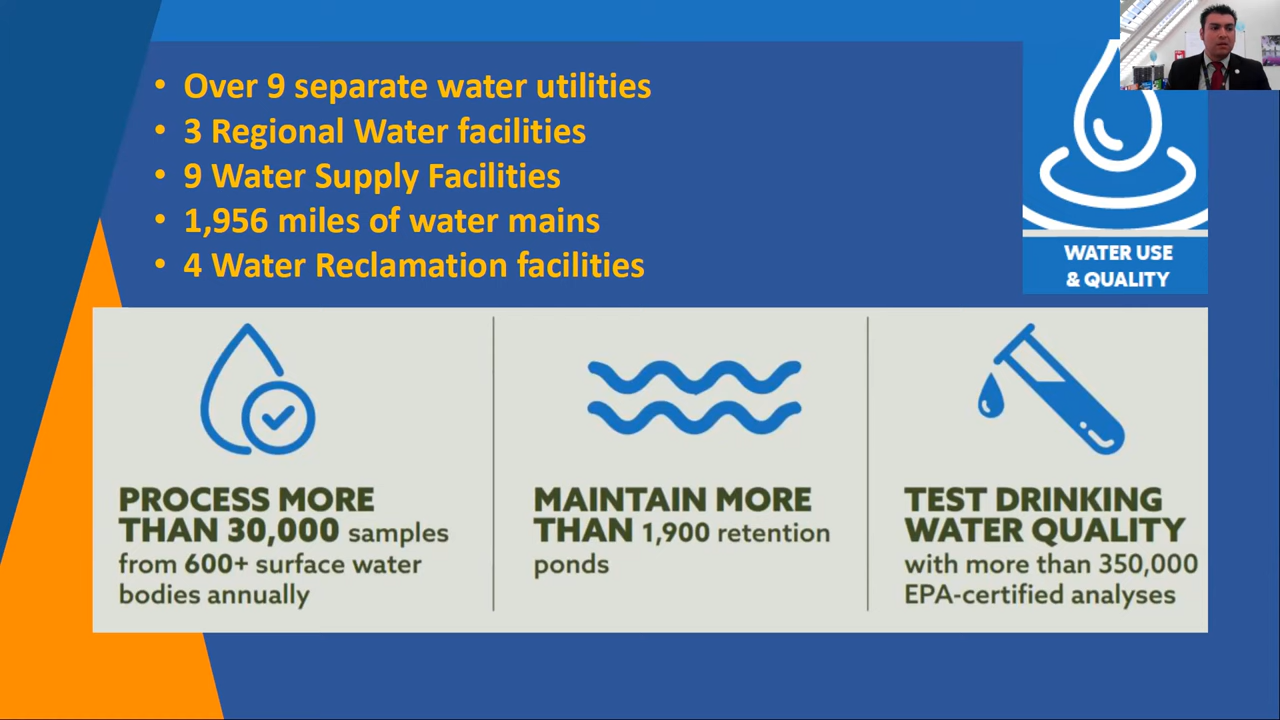 • Over 9 separate water utilities
• 3 Regional Water facilities
• 9 Water Supply Facilities
• 1,956 miles of water mains
• 4 Water Reclamation facilities
WATER USE
& QUALITY
PROCESS MORE
THAN 30,000 samples
from 600+ surface water
bodies annually
MAINTAIN MORE
THAN 1,900 retention
ponds
TEST DRINKING
WATER QUALITY
with more than 350,000
EPA-certified analyses